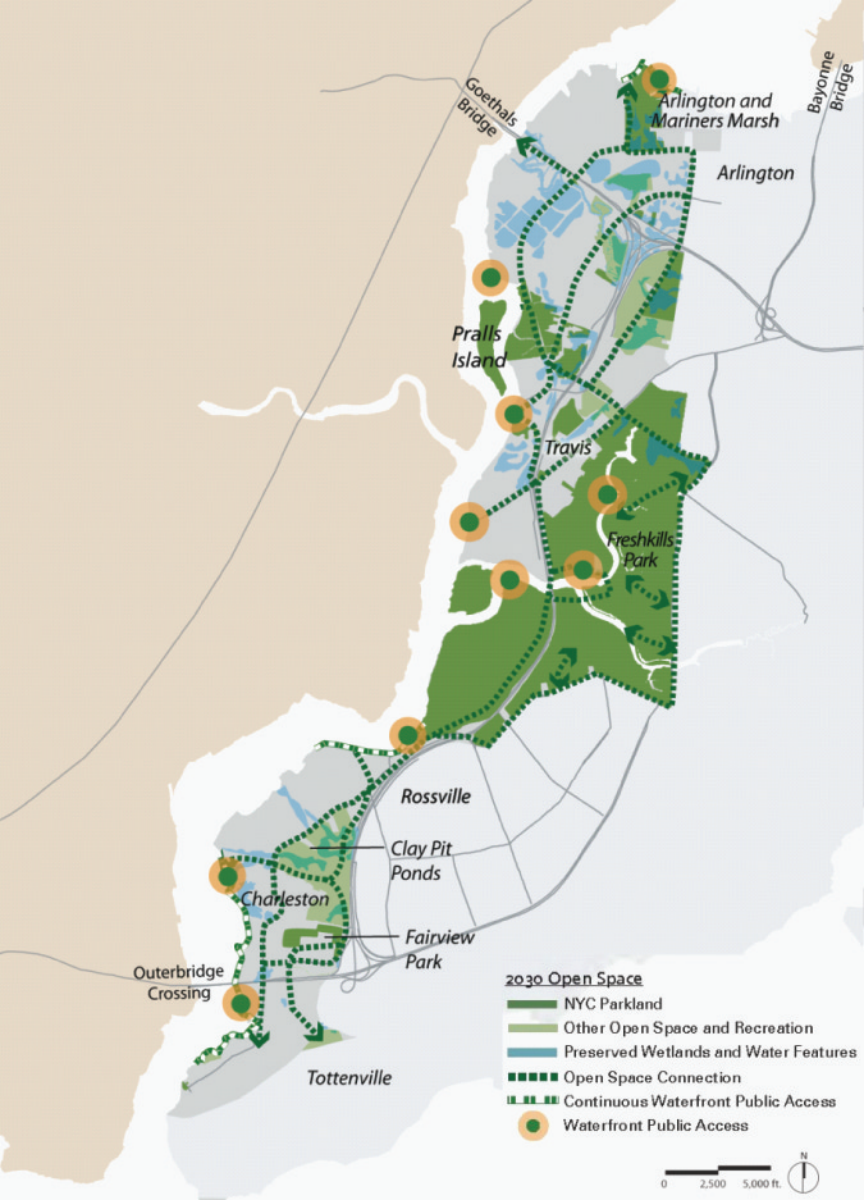 Goethals
Bridge
Bayonne
Bridge
Arlington and
Mariners Marsh
Arlington
Pralls
Island
Travis
Freshkills
Park
Rossville
Clay Pit
Ponds
Charleston
Fairview
Park
Outerbridge
Crossing
Tottenville
2030 Open Space
NYC Parkland
Other Open Space and Recreation
Preserved Wetlands and Water Features
Open Space Connection
Continuous Waterfront Public Access
Waterfront Public Access
N
0 2,500 5,000 ft.